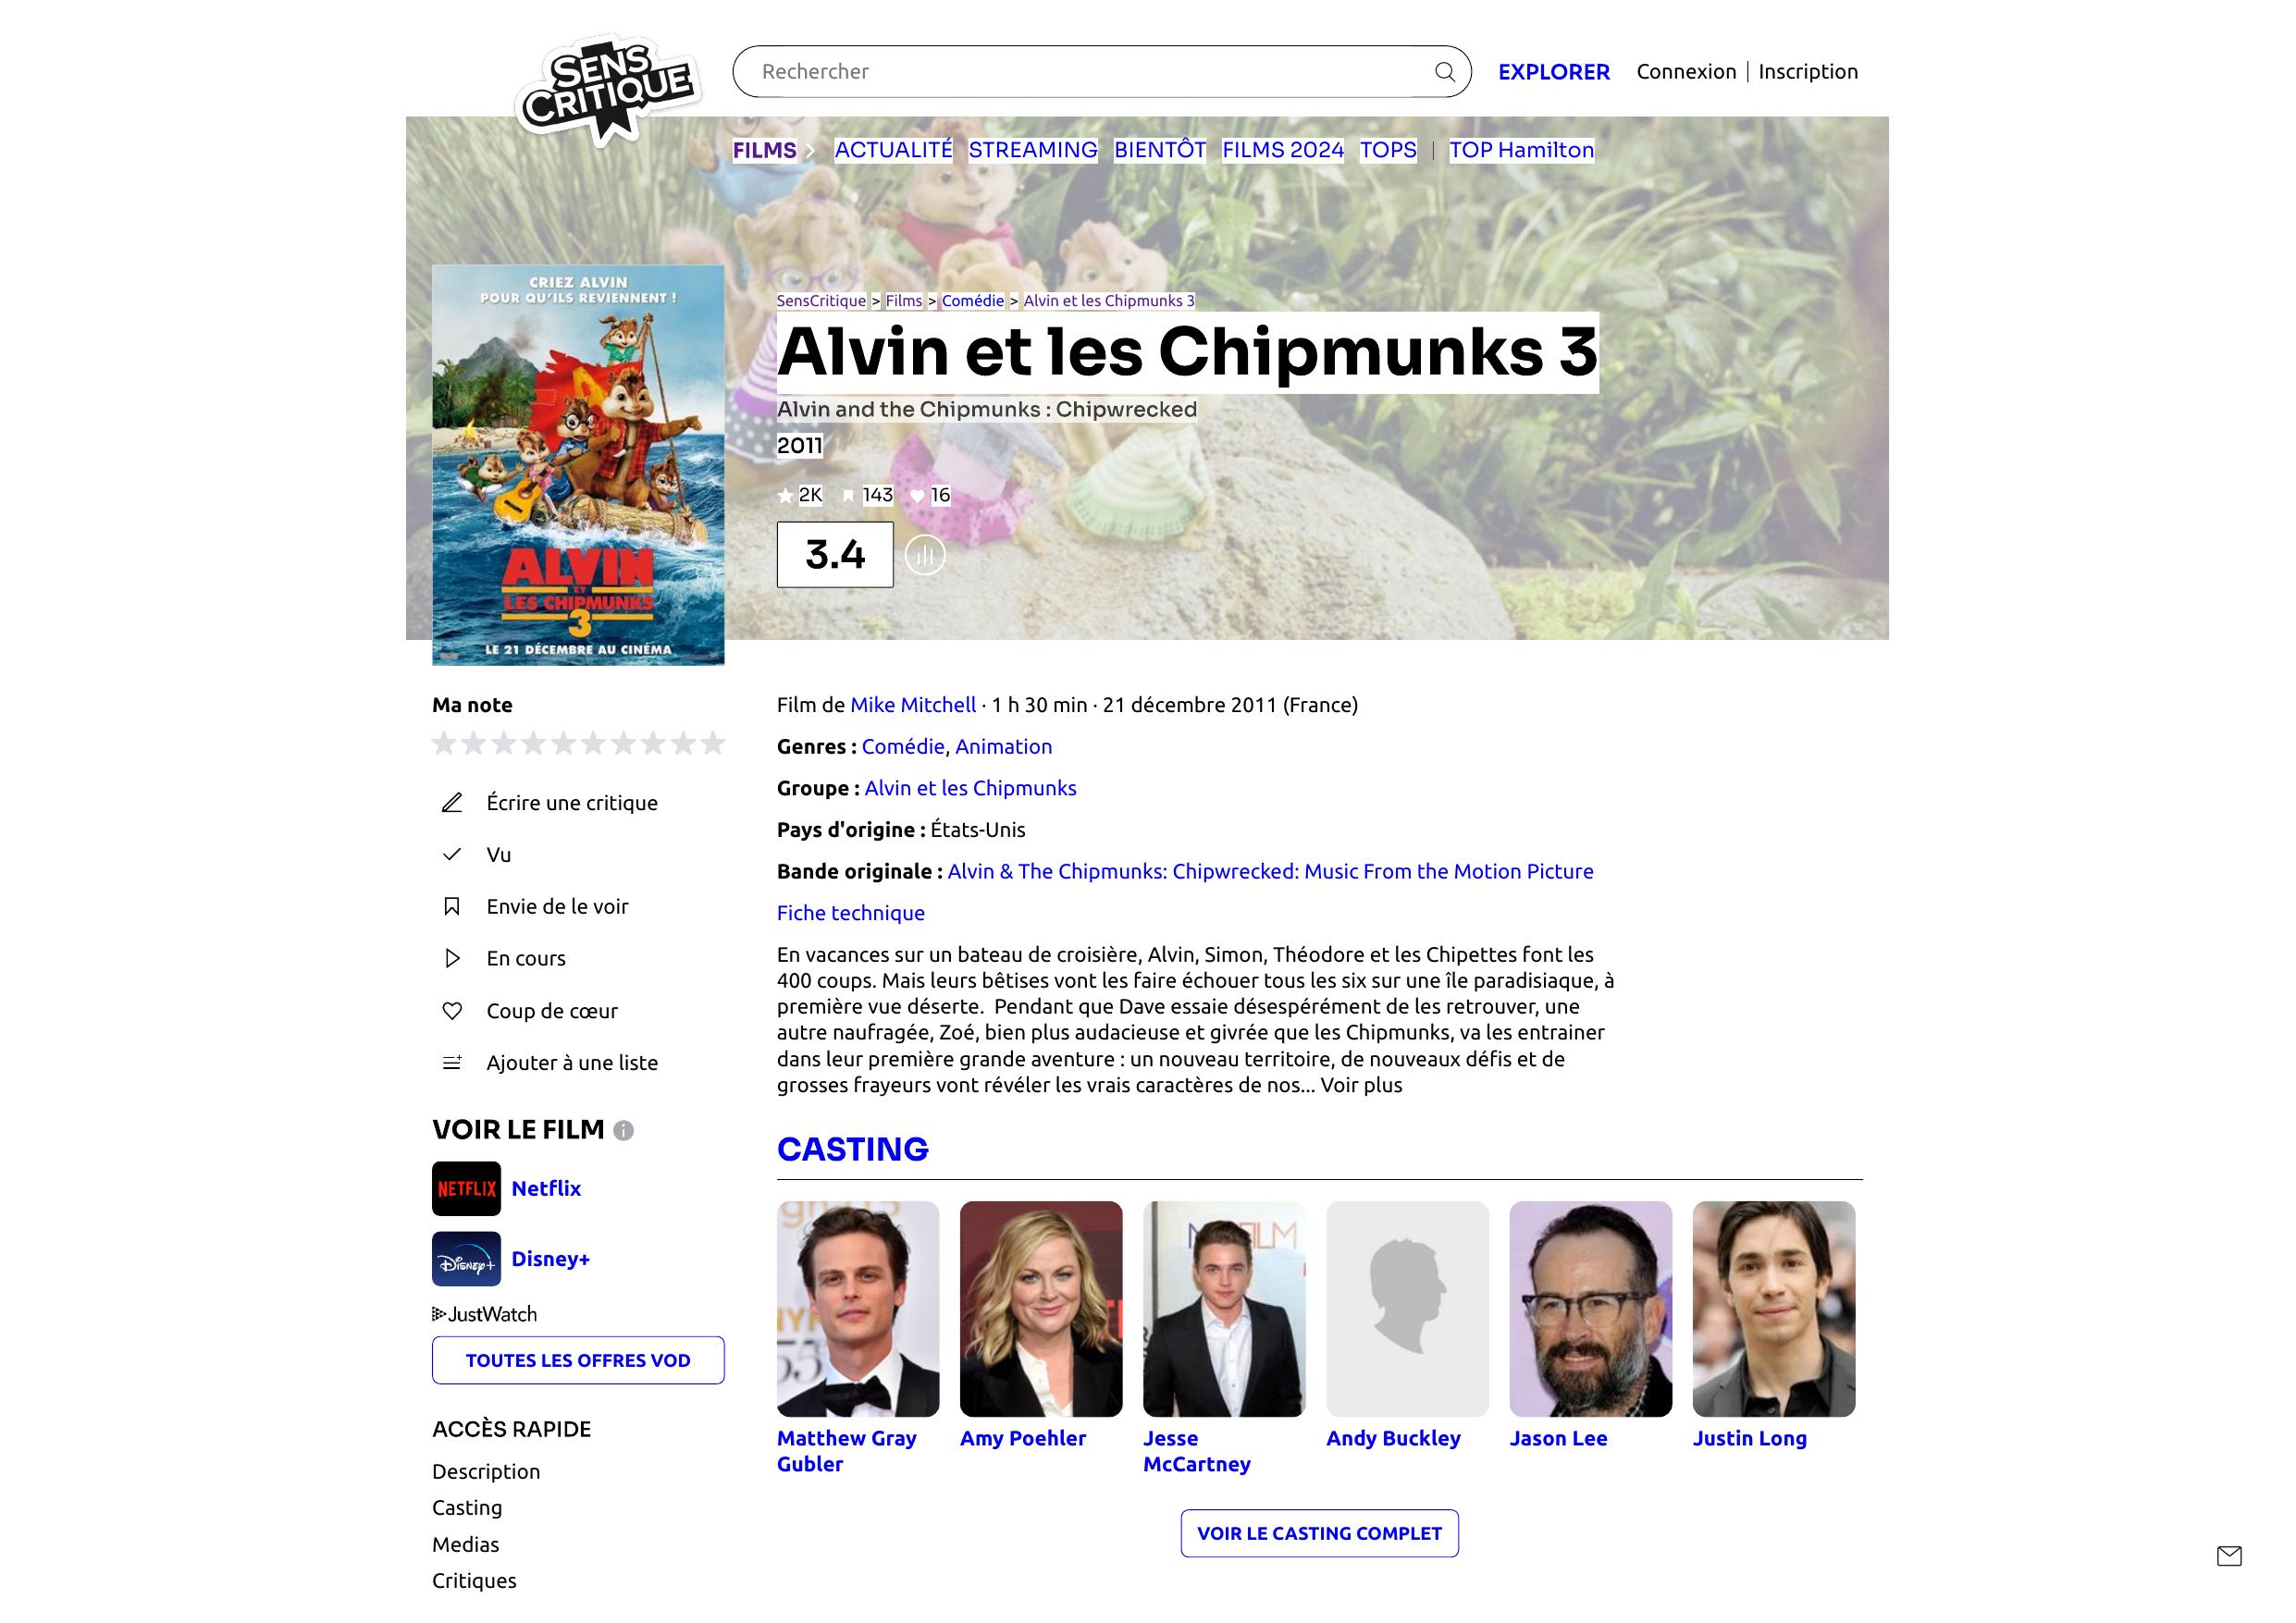 SENS
CRITIQUE
Rechercher
EXPLORER
Connexion | Inscription
FILMS
ACTUALITÉ
STREAMING
BIENTÔT
FILMS 2024
TOPS
|
TOP Hamilton
CRIEZ ALVIN
POUR QU'ILS REVIENNENT !
ALVIN
ET
LES CHIPMUNKS
3
LE 21 DÉCEMBRE AU CINÉMA
SensCritique > Films > Comédie > Alvin et les Chipmunks 3
Alvin et les Chipmunks 3
Alvin and the Chipmunks : Chipwrecked
2011
2K 143 16
3.4
Ma note
Écrire une critique
Vu
Envie de le voir
En cours
Coup de cœur
Ajouter à une liste
VOIR LE FILM
NETFLIX Netflix
Disney+ Disney+
JustWatch
TOUTES LES OFFRES VOD
ACCÈS RAPIDE
Description
Casting
Medias
Critiques
Film de Mike Mitchell · 1 h 30 min · 21 décembre 2011 (France)
Genres : Comédie, Animation
Groupe : Alvin et les Chipmunks
Pays d'origine : États-Unis
Bande originale : Alvin & The Chipmunks: Chipwrecked: Music From the Motion Picture
Fiche technique
En vacances sur un bateau de croisière, Alvin, Simon, Théodore et les Chipettes font les
400 coups. Mais leurs bêtises vont les faire échouer tous les six sur une île paradisiaque, à
première vue déserte.  Pendant que Dave essaie désespérément de les retrouver, une
autre naufragée, Zoé, bien plus audacieuse et givrée que les Chipmunks, va les entrainer
dans leur première grande aventure : un nouveau territoire, de nouveaux défis et de
grosses frayeurs vont révéler les vrais caractères de nos... Voir plus
CASTING
Matthew Gray
Gubler
Amy Poehler
Jesse
McCartney
Andy Buckley
Jason Lee
Justin Long
VOIR LE CASTING COMPLET